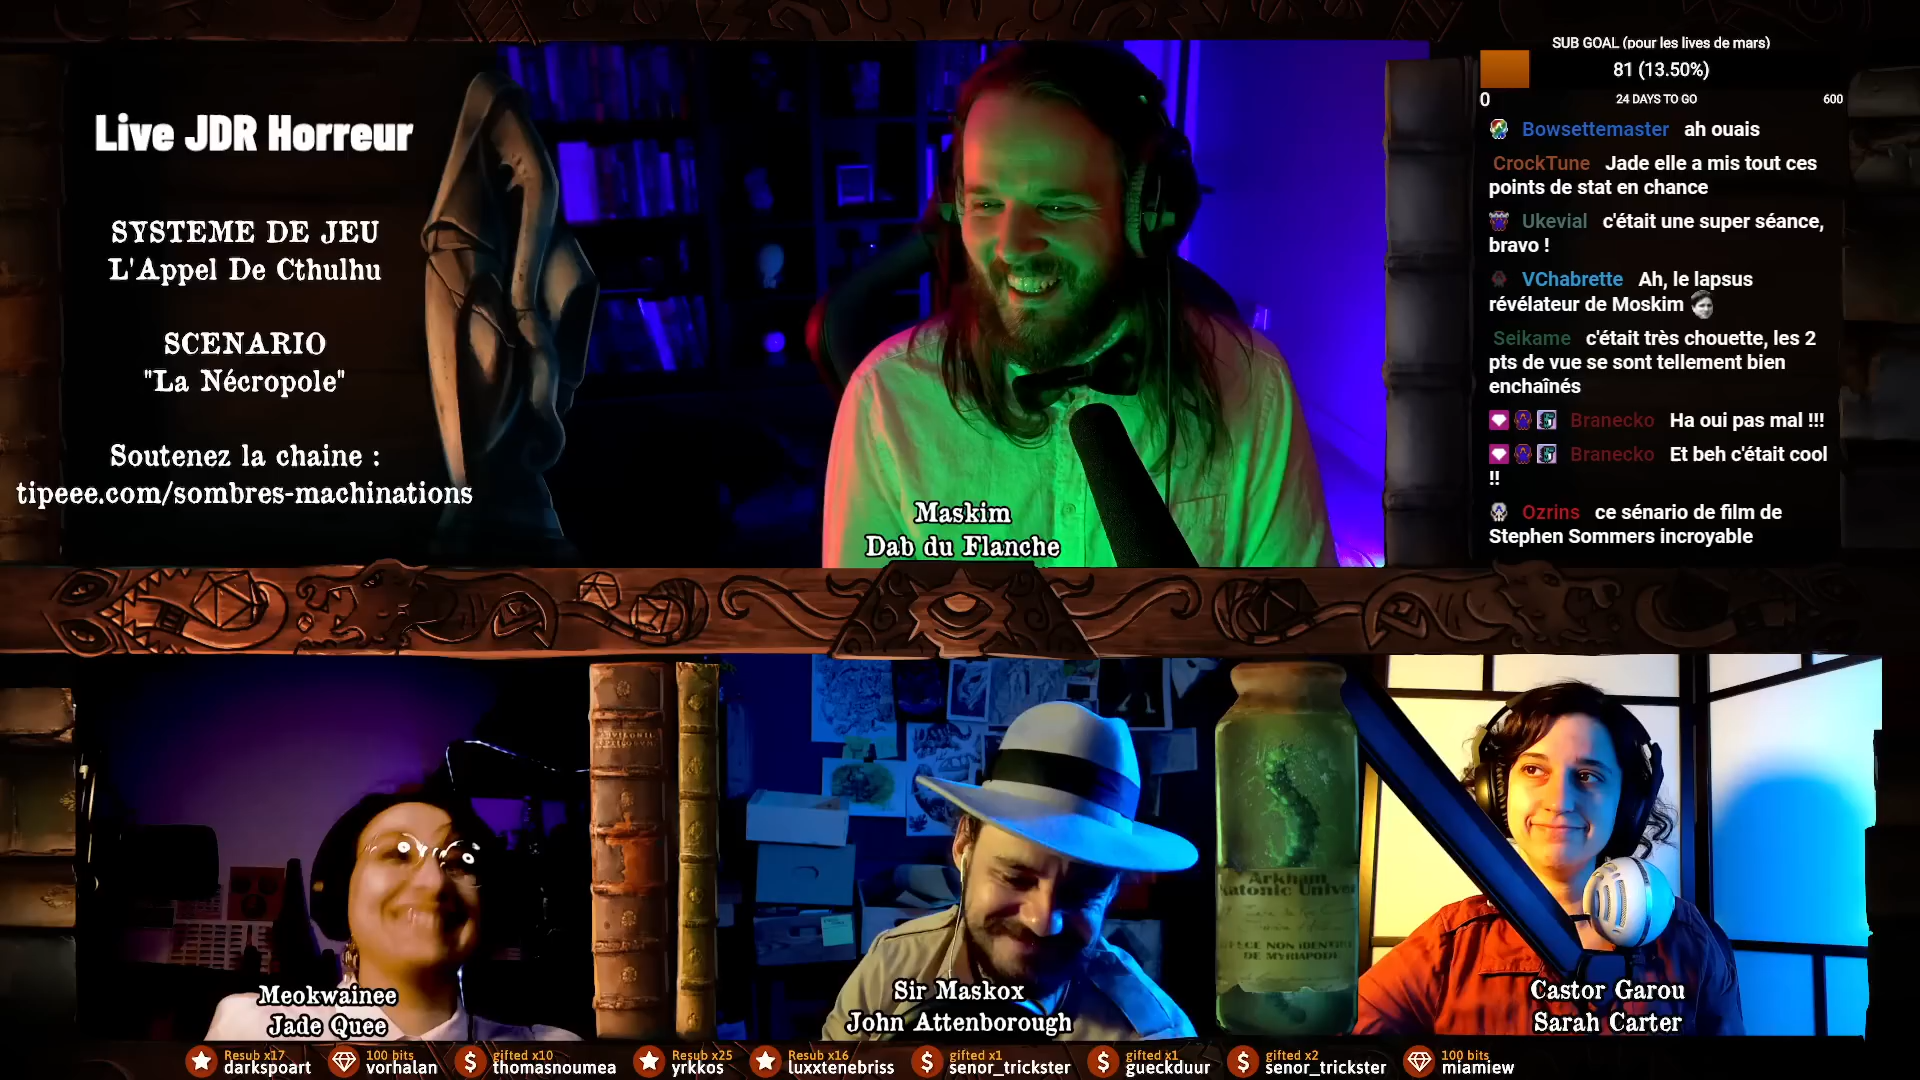 Live JDR Horreur
SYSTEME DE JEU
L'Appel De Cthulhu
SCENARIO
"La Nécropole"
Soutenez la chaine :
tipeee.com/sombres-machinations
Maskim
Dab du Flanche
SUB GOAL (pour les lives de mars)
81 (13.50%)
0
24 DAYS TO GO
600
Bowsettemaster ah ouais
CrockTune Jade elle a mis tout ces
points de stat en chance
Ukevial c'était une super séance,
bravo !
VChabrette Ah, le lapsus
révélateur de Moskim
Seikame c'était très chouette, les 2
pts de vue se sont tellement bien
enchaînés
Branecko Ha oui pas mal !!!
Branecko Et beh c'était cool
!!
Ozrins ce sénario de film de
Stephen Sommers incroyable
Meokwainee
Jade Quee
Sir Maskox
John Attenborough
Arkham
katonic Univer
NON IDENTI
DE MYRIAPODE
Castor Garou
Sarah Carter
Resub x17
darkspoart
100 bits
vorhalan
gifted x10
thomasnoumea
Resub x25
yrkkos
Resub x16
luxxtenebriss
gifted x1
senor_trickster
gifted x1
gueckduur
gifted x2
senor_trickster
100 bits
miamiew